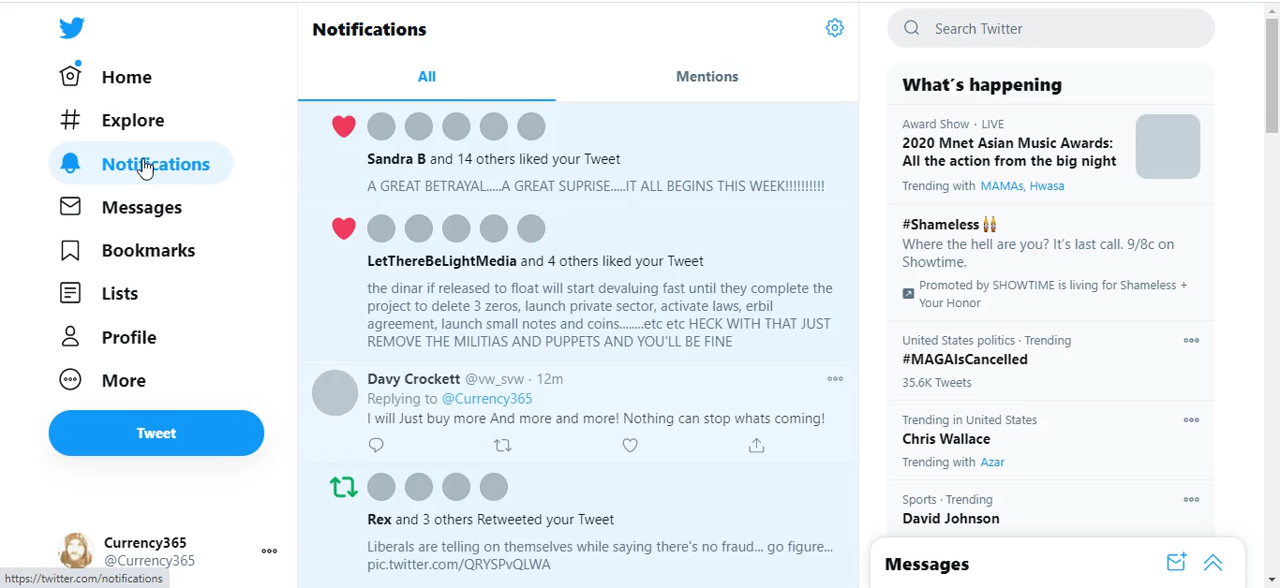 Home
Explore
Notifications
Messages
Bookmarks
Lists
Profile
More
Tweet
Currency365
@Currency365
https://twitter.com/notifications
Notifications
All
Mentions
Sandra B and 14 others liked your Tweet
A GREAT BETRAYAL.....A GREAT SUPRISE....IT ALL BEGINS THIS WEEK!!!!!!!!!!
LetThereBeLightMedia and 4 others liked your Tweet
the dinar if released to float will start devaluing fast until they complete the
project to delete 3 zeros, launch private sector, activate laws, erbil
agreement, launch small notes and coins........etc etc HECK WITH THAT JUST
REMOVE THE MILITIAS AND PUPPETS AND YOU'LL BE FINE
Davy Crockett @vw_svw · 12m
Replying to @Currency365
I will Just buy more And more and more! Nothing can stop whats coming!
Rex and 3 others Retweeted your Tweet
Liberals are telling on themselves while saying there's no fraud... go figure...
pic.twitter.com/QRYSPvQLWA
Search Twitter
What´s happening
Award Show · LIVE
2020 Mnet Asian Music Awards:
All the action from the big night
Trending with MAMAs, Hwasa
#Shameless
Where the hell are you? It's last call. 9/8c on
Showtime.
Promoted by SHOWTIME is living for Shameless +
Your Honor
United States politics · Trending
#MAGAIsCancelled
35.6K Tweets
Trending in United States
Chris Wallace
Trending with Azar
Sports · Trending
David Johnson
Messages